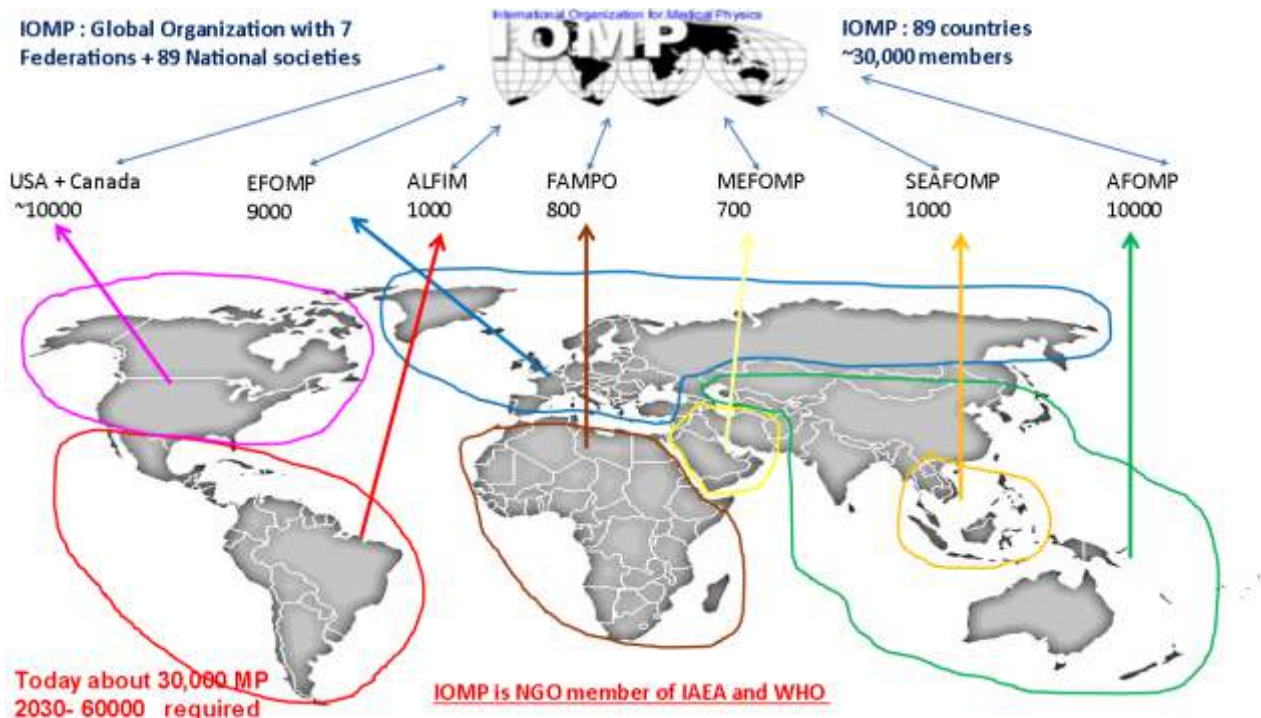 International Organization for Medical Physics
IOMP
IOMP : Global Organization with 7
Federations + 89 National societies
IOMP : 89 countries
~30,000 members
USA + Canada
~10000
EFOMP
9000
ALFIM
1000
FAMPO
800
MEFOMP
700
SEAFOMP
1000
AFOMP
10000
Today about 30,000 MP
2030- 60000 required
IOMP is NGO member of IAEA and WHO